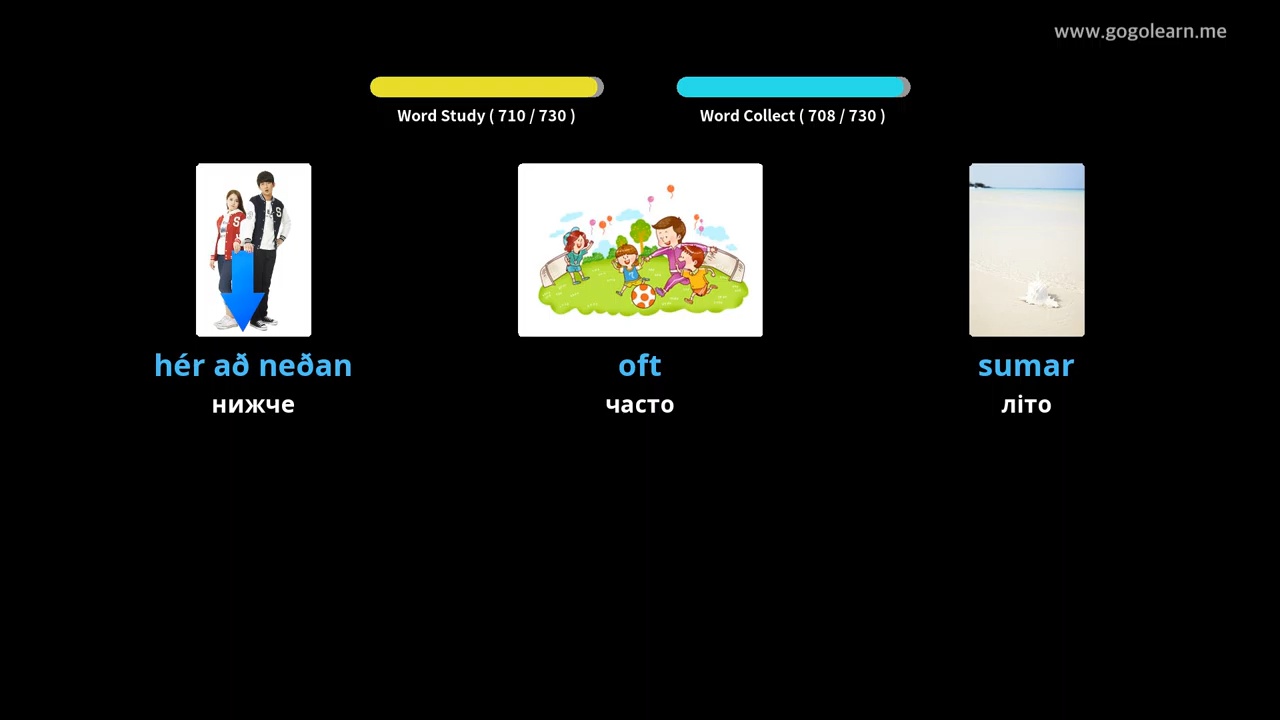 www.gogolearn.me
Word Study ( 710 / 730 )
Word Collect ( 708 / 730 )
hér að neðan
нижче
oft
часто
sumar
літо